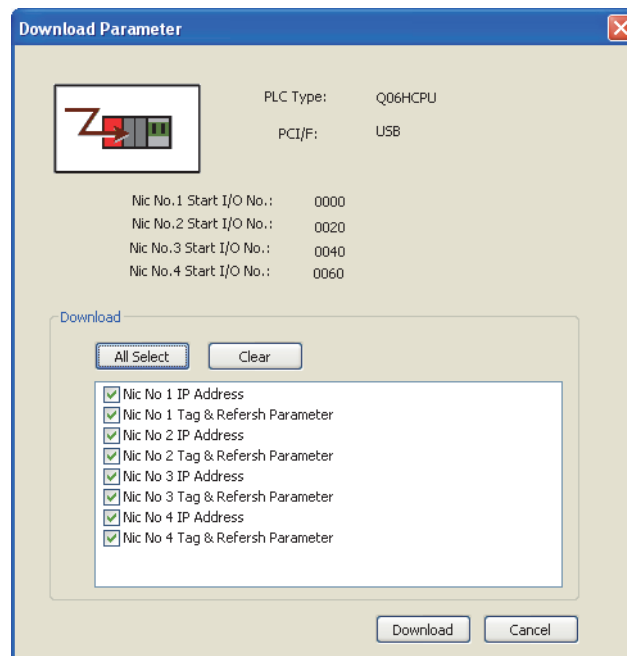 Download Parameter
PLC Type: Q06HCPU
PCI/F: USB
Nic No.1 Start I/O No.: 0000
Nic No.2 Start I/O No.: 0020
Nic No.3 Start I/O No.: 0040
Nic No.4 Start I/O No.: 0060
Download
All Select Clear
Nic No 1 IP Address
Nic No 1 Tag & Refersh Parameter
Nic No 2 IP Address
Nic No 2 Tag & Refersh Parameter
Nic No 3 IP Address
Nic No 3 Tag & Refersh Parameter
Nic No 4 IP Address
Nic No 4 Tag & Refersh Parameter
Download Cancel